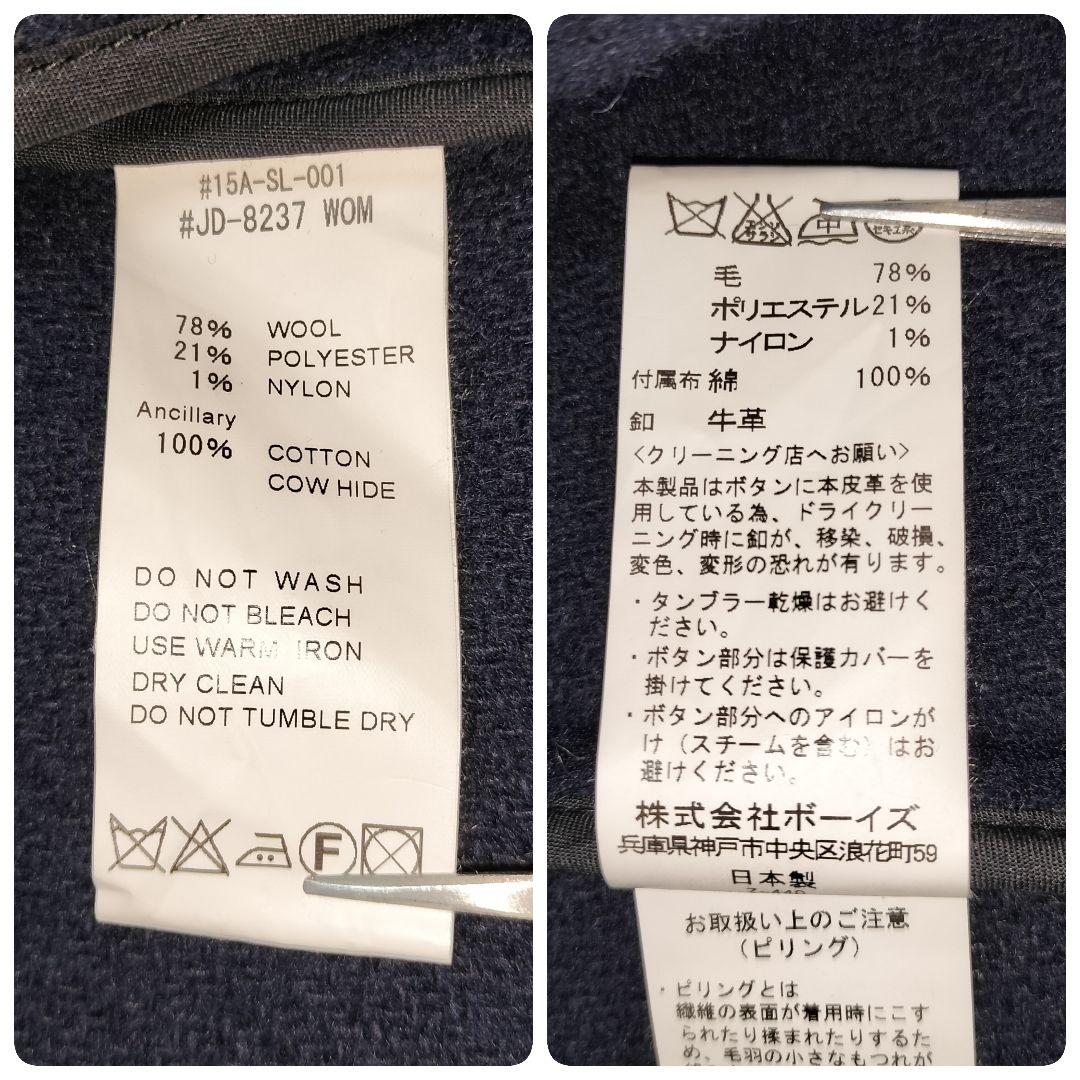 #15A-SL-001
#JD-8237 WOM
78% WOOL
21% POLYESTER
1% NYLON
Ancillary
100% COTTON
COW HIDE
DO NOT WASH
DO NOT BLEACH
USE WARM IRON
DRY CLEAN
DO NOT TUMBLE DRY
F
エンソ
サラシ
中
セキユ系
毛 78%
ポリエステル 21%
ナイロン 1%
付属布 綿 100%
釦 牛革
<クリーニング店へお願い>
本製品はボタンに本皮革を使
用している為、ドライクリー
ニング時に釦が、移染、破損、
変色、変形の恐れが有ります。
・タンブラー乾燥はお避けく
ださい。
・ボタン部分は保護カバーを
掛けてください。
・ボタン部分へのアイロンが
け(スチームを含む)はお
避けください。
株式会社ボーイズ
兵庫県神戸市中央区浪花町59
日本製
お取扱い上のご注意
(ピリング)
・ピリングとは
繊維の表面が着用時にこす
られたり揉まれたりするた
め、毛羽の小さなもつれが